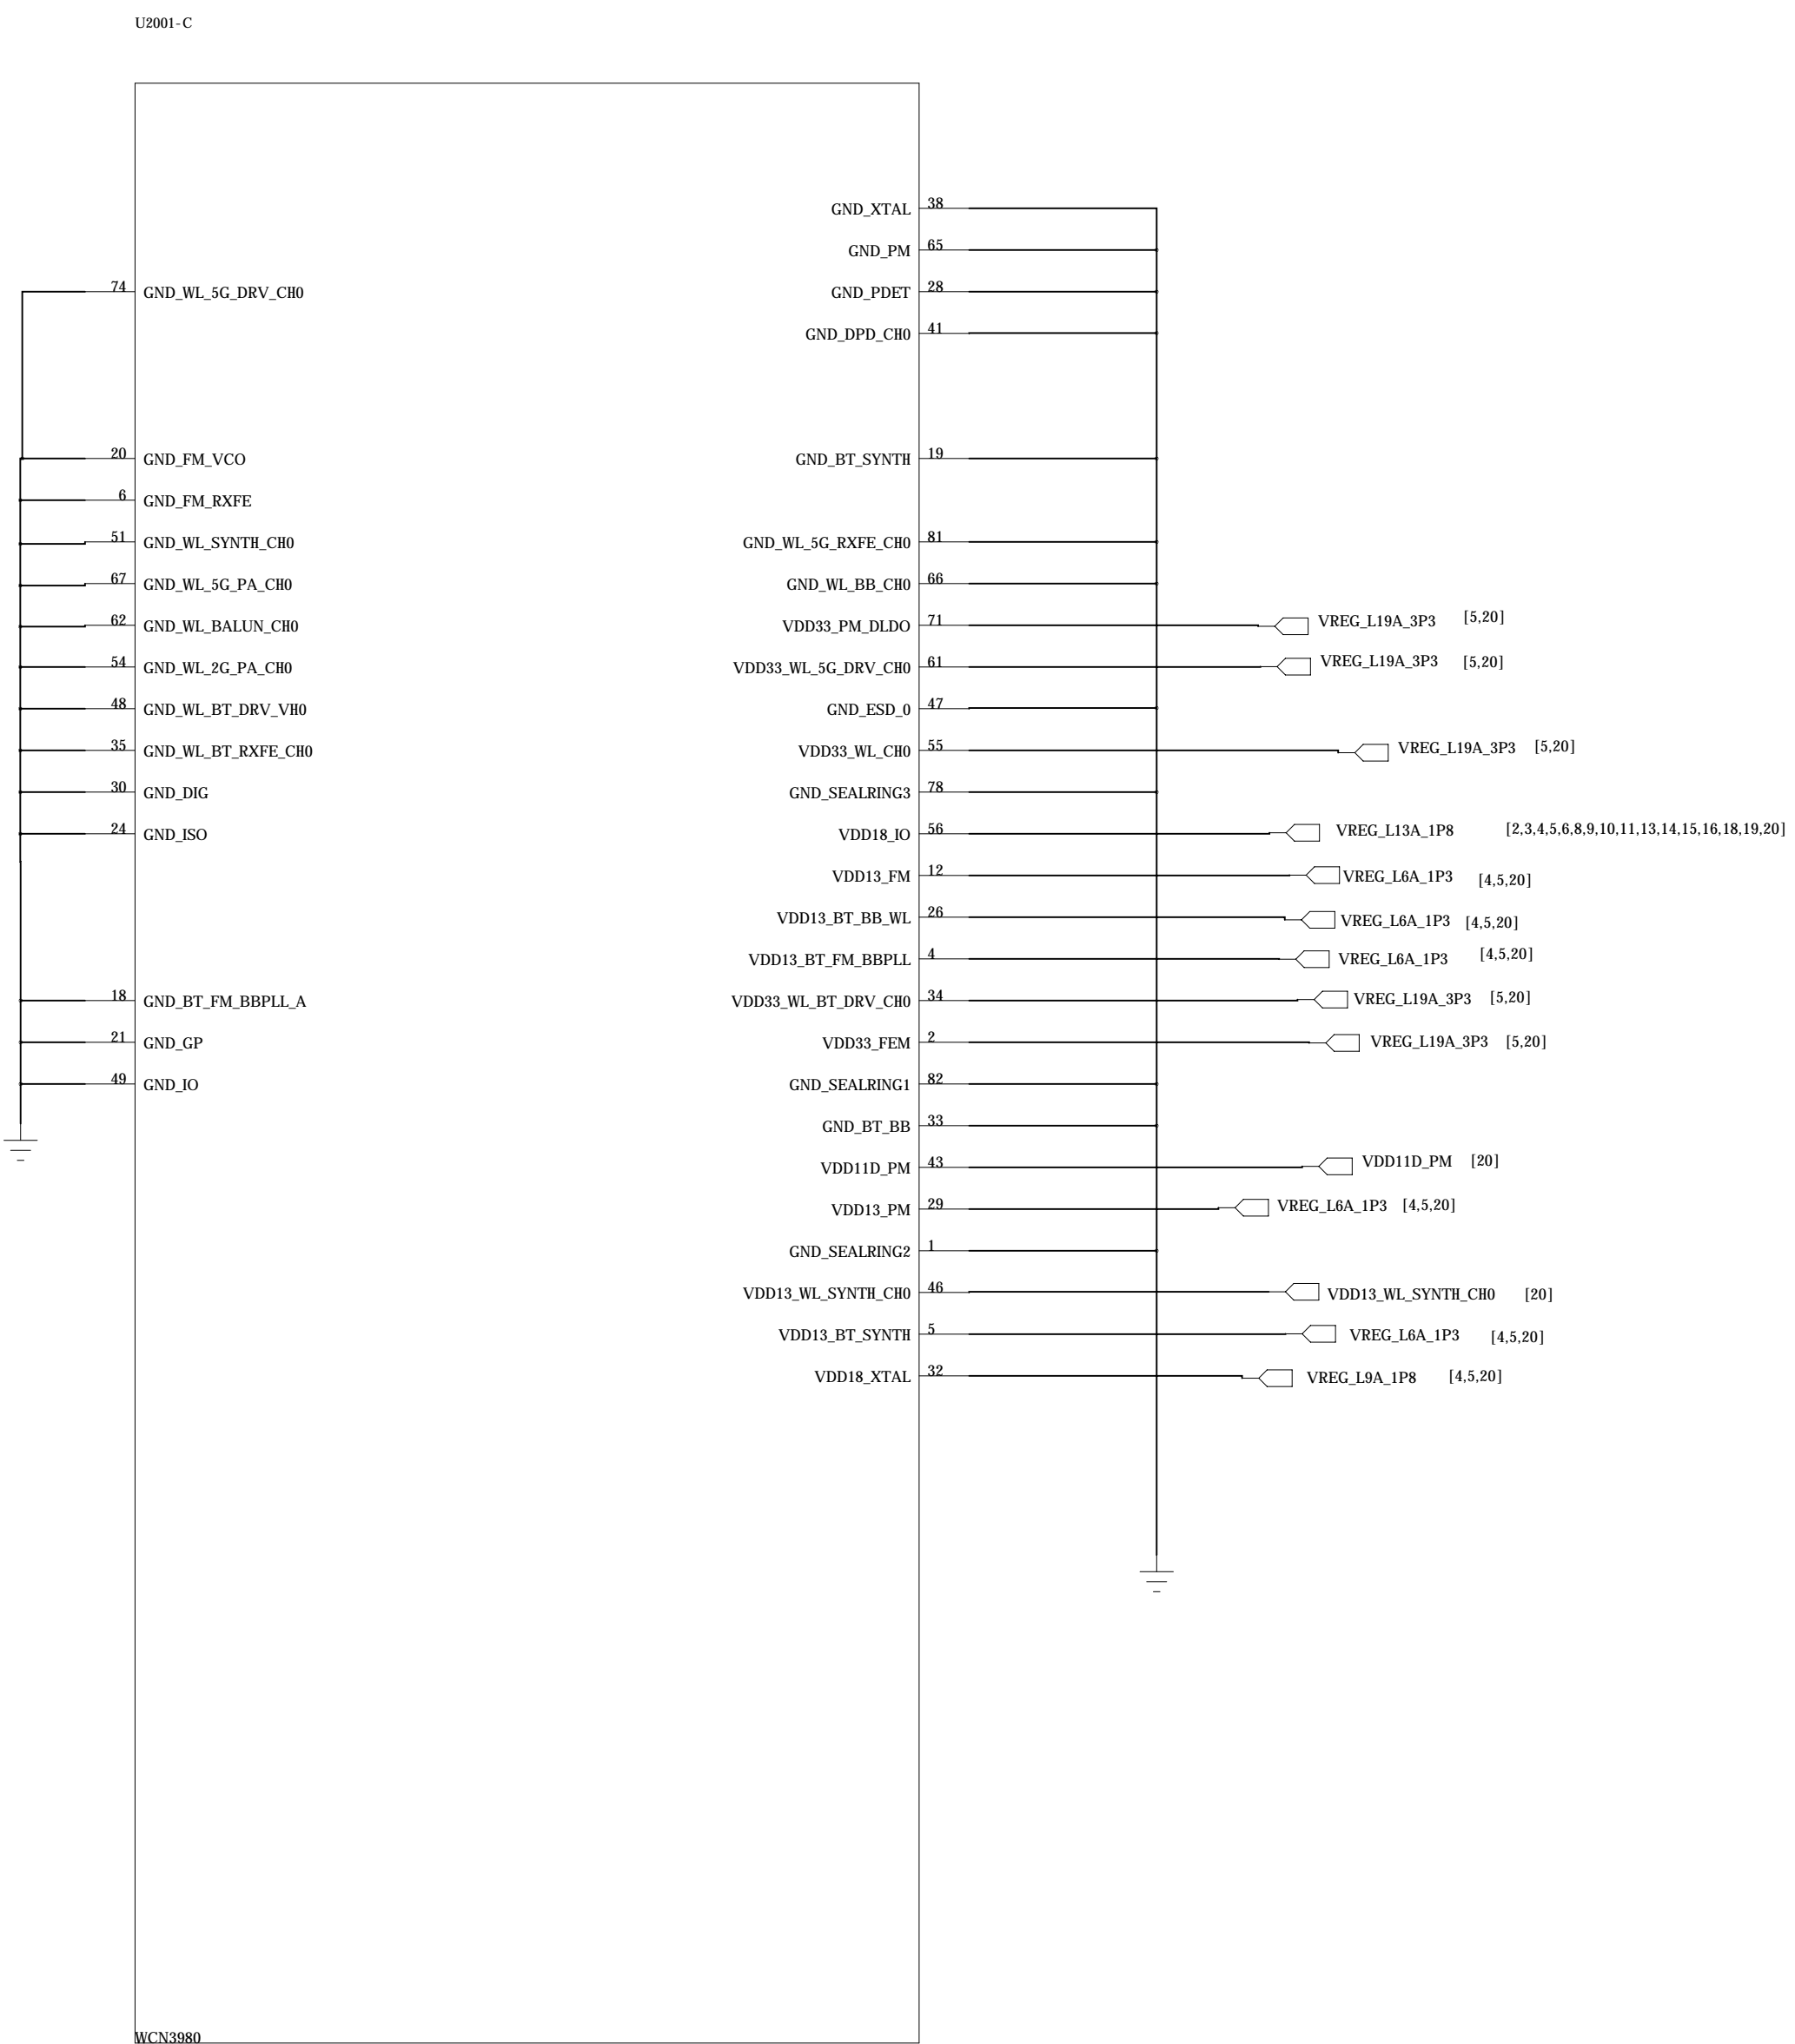 U2001-C
GND_XTAL 38
GND_PM 65
74 GND_WL_5G_DRV_CH0 GND_PDET 28
GND_DPD_CH0 41
20 GND_FM_VCO GND_BT_SYNTH 19
6 GND_FM_RXFE
51 GND_WL_SYNTH_CH0 GND_WL_5G_RXFE_CH0 81
67 GND_WL_5G_PA_CH0 GND_WL_BB_CH0 66
62 GND_WL_BALUN_CH0 VDD33_PM_DLDO 71 VREG_L19A_3P3 [5,20]
54 GND_WL_2G_PA_CH0 VDD33_WL_5G_DRV_CH0 61 VREG_L19A_3P3 [5,20]
48 GND_WL_BT_DRV_VH0 GND_ESD_0 47
35 GND_WL_BT_RXFE_CH0 VDD33_WL_CH0 55 VREG_L19A_3P3 [5,20]
30 GND_DIG GND_SEALRING3 78
24 GND_ISO VDD18_IO 56 VREG_L13A_1P8 [2,3,4,5,6,8,9,10,11,13,14,15,16,18,19,20]
VDD13_FM 12 VREG_L6A_1P3 [4,5,20]
VDD13_BT_BB_WL 26 VREG_L6A_1P3 [4,5,20]
VDD13_BT_FM_BBPLL 4 VREG_L6A_1P3 [4,5,20]
18 GND_BT_FM_BBPLL_A VDD33_WL_BT_DRV_CH0 34 VREG_L19A_3P3 [5,20]
21 GND_GP VDD33_FEM 2 VREG_L19A_3P3 [5,20]
49 GND_IO GND_SEALRING1 82
GND_BT_BB 33
VDD11D_PM 43 VDD11D_PM [20]
VDD13_PM 29 VREG_L6A_1P3 [4,5,20]
GND_SEALRING2 1
VDD13_WL_SYNTH_CH0 46 VDD13_WL_SYNTH_CH0 [20]
VDD13_BT_SYNTH 5 VREG_L6A_1P3 [4,5,20]
VDD18_XTAL 32 VREG_L9A_1P8 [4,5,20]
WCN3980